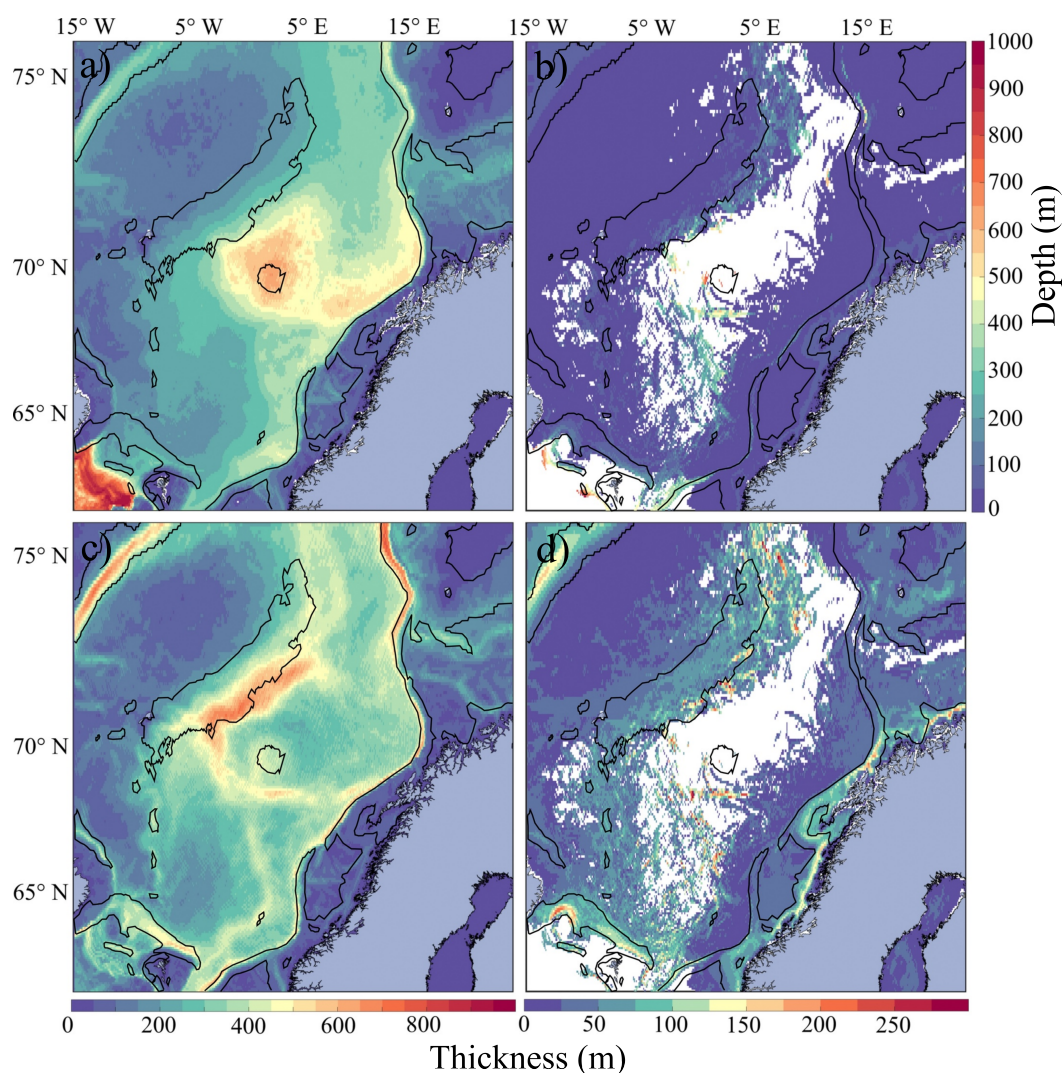 15° W 5° W 5° E 15° E 5° W 5° E 15° E
a) b)
75° N
70° N
65° N
1000
900
800
700
600
500
400
300
200
100
0
Depth (m)
c) d)
75° N
70° N
65° N
0 200 400 600 800
0 50 100 150 200 250
Thickness (m)